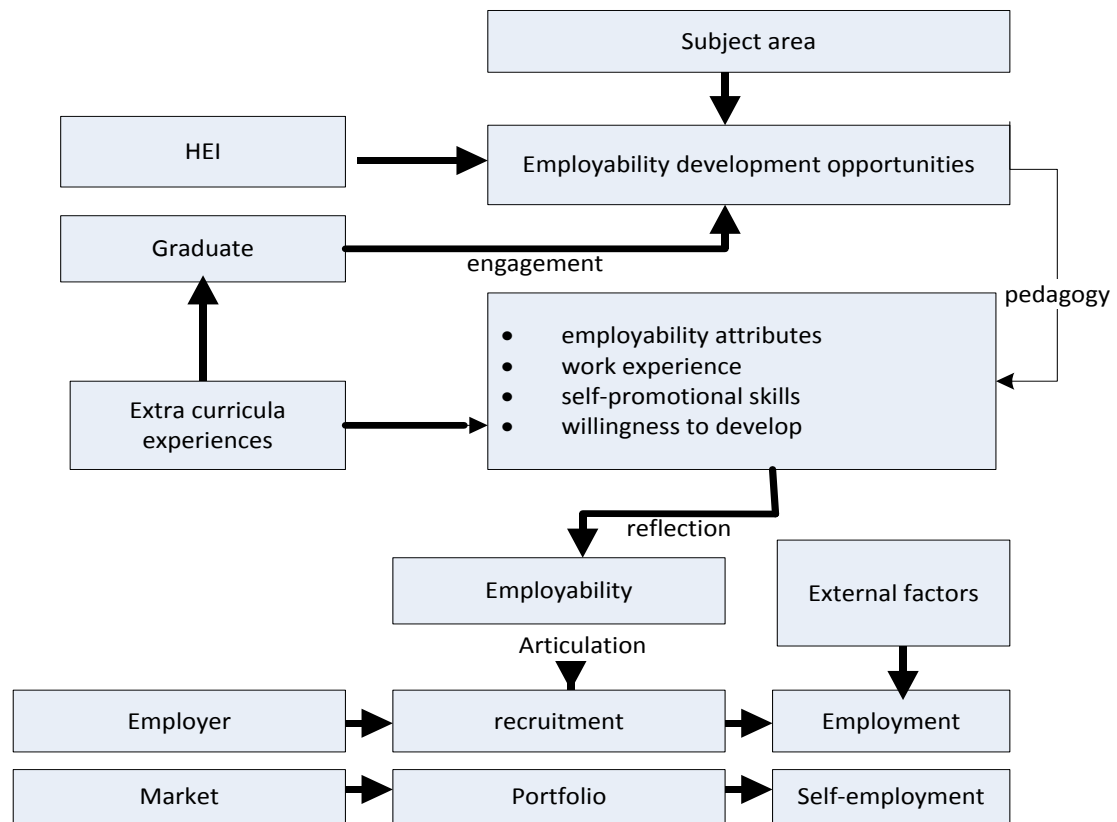 Subject area
HEI
Employability development opportunities
Graduate
engagement
pedagogy
• employability attributes
• work experience
• self-promotional skills
• willingness to develop
Extra curricula
experiences
reflection
Employability
External factors
Articulation
Employer
recruitment
Employment
Market
Portfolio
Self-employment